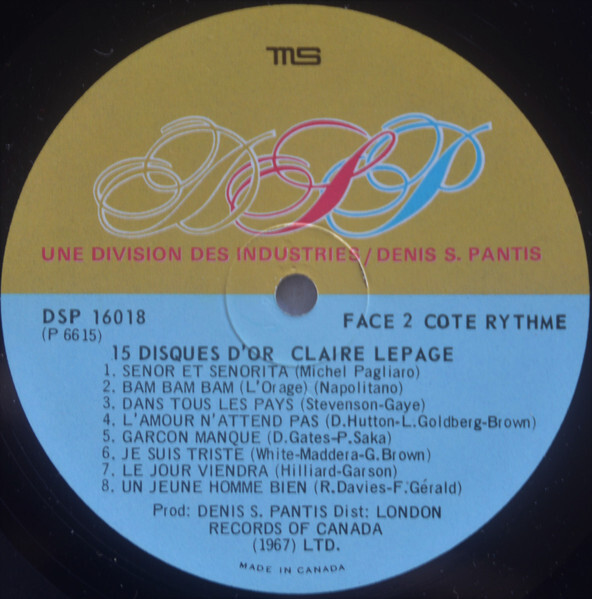 MS
DSP
UNE DIVISION DES INDUSTRIES/DENIS S. PANTIS
DSP 16018
(P 6615)
FACE 2 COTE RYTHME
15 DISQUES D'OR CLAIRE LEPAGE
1. SENOR ET SENORITA (Michel Pagliaro)
2. BAM BAM BAM (L'Orage) (Napolitano)
3. DANS TOUS LES PAYS (Stevenson-Gaye)
4. L'AMOUR N'ATTEND PAS (D.Hutton-L.Goldberg-Brown)
5. GARCON MANQUE (D.Gates-P.Saka)
6. JE SUIS TRISTE (White-Maddera-G.Brown)
7. LE JOUR VIENDRA (Hilliard-Garson)
8. UN JEUNE HOMME BIEN (R.Davies-F.Gérald)
Prod: DENIS S. PANTIS Dist: LONDON
RECORDS OF CANADA
(1967) LTD.
MADE IN CANADA